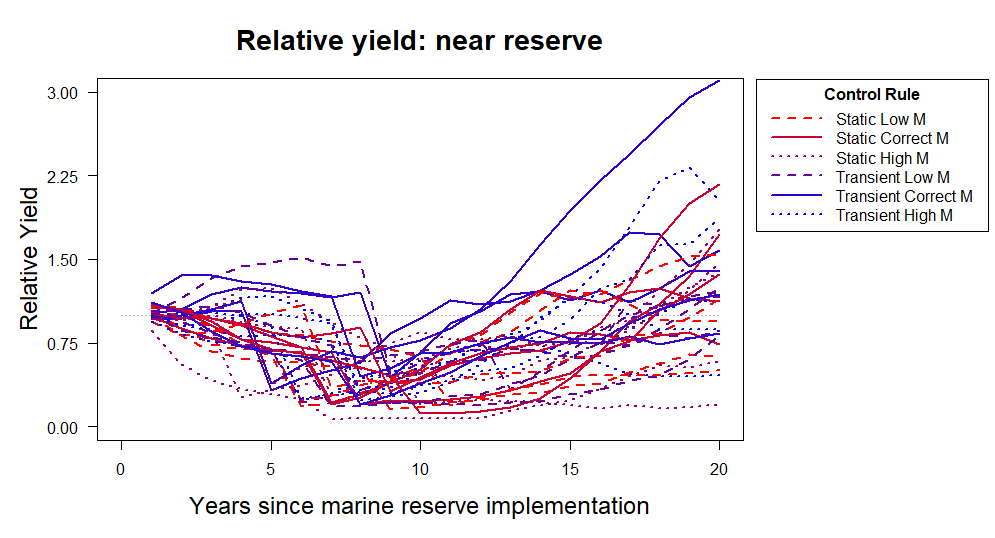 Relative yield: near reserve
Relative Yield
3.00
2.25
1.50
0.75
0.00
0
5
10
15
20
Years since marine reserve implementation
Control Rule
Static Low M
Static Correct M
Static High M
Transient Low M
Transient Correct M
Transient High M